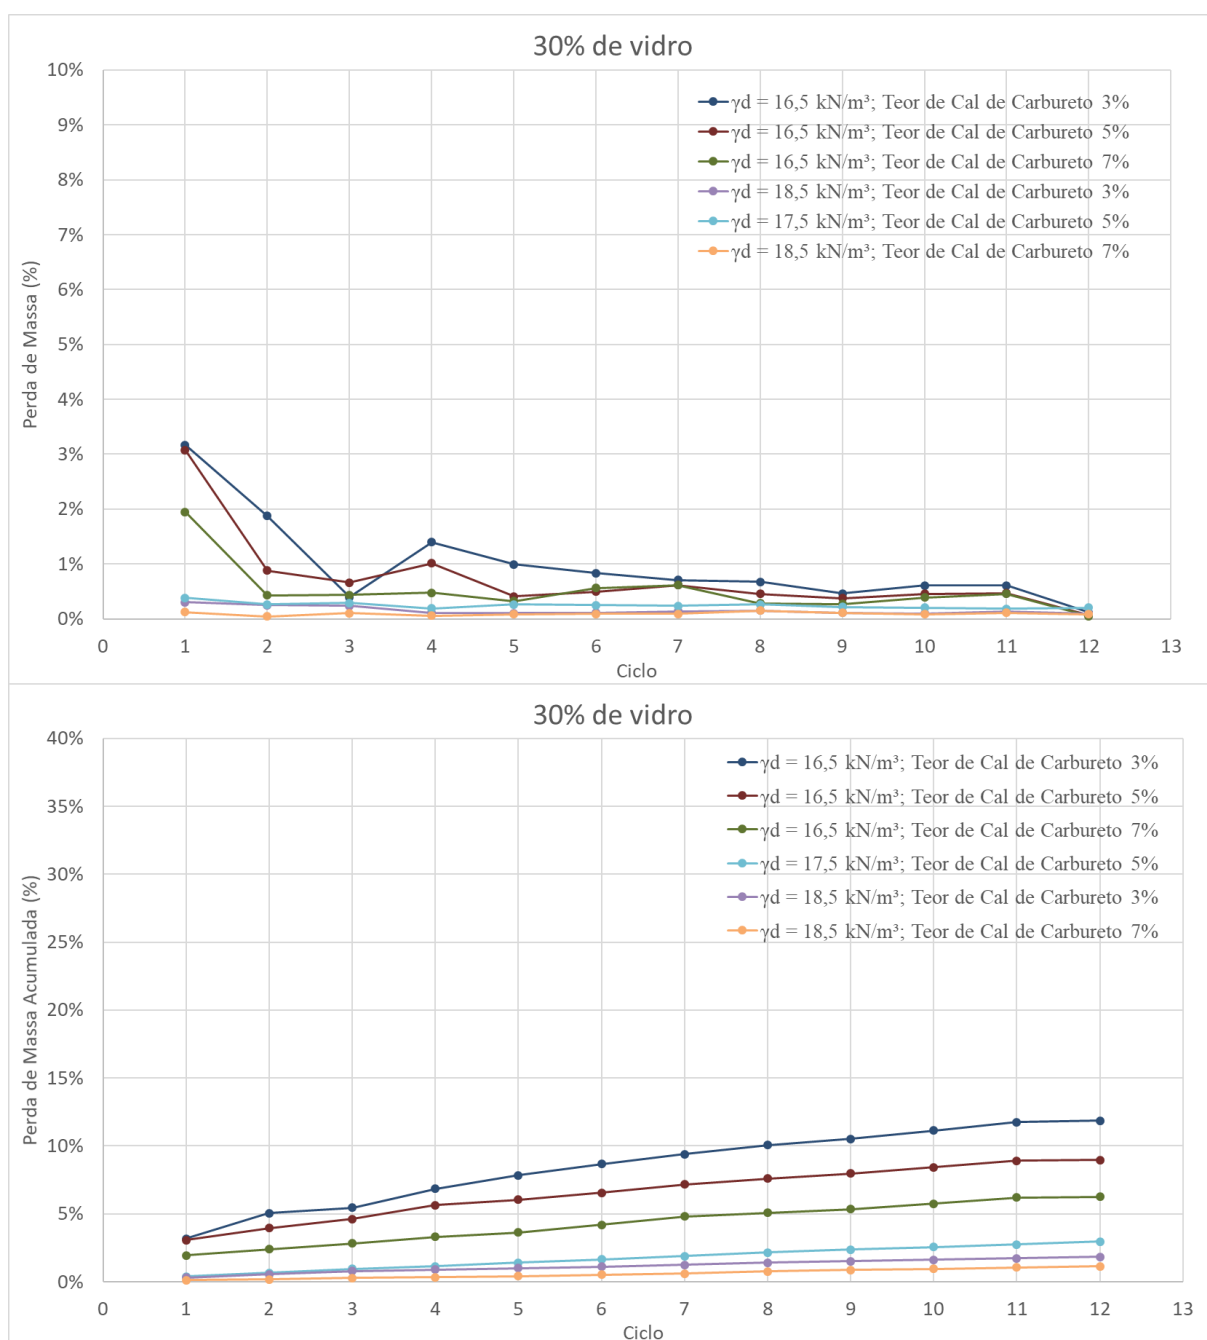 30% de vidro
10%
9%
8%
7%
6%
5%
4%
3%
2%
1%
0%
Perda de Massa (%)
γd = 16,5 kN/m³; Teor de Cal de Carbureto 3%
γd = 16,5 kN/m³; Teor de Cal de Carbureto 5%
γd = 16,5 kN/m³; Teor de Cal de Carbureto 7%
γd = 18,5 kN/m³; Teor de Cal de Carbureto 3%
γd = 17,5 kN/m³; Teor de Cal de Carbureto 5%
γd = 18,5 kN/m³; Teor de Cal de Carbureto 7%
0 1 2 3 4 5 6 7 8 9 10 11 12 13
Ciclo
30% de vidro
40%
35%
30%
25%
20%
15%
10%
5%
0%
Perda de Massa Acumulada (%)
γd = 16,5 kN/m³; Teor de Cal de Carbureto 3%
γd = 16,5 kN/m³; Teor de Cal de Carbureto 5%
γd = 16,5 kN/m³; Teor de Cal de Carbureto 7%
γd = 17,5 kN/m³; Teor de Cal de Carbureto 5%
γd = 18,5 kN/m³; Teor de Cal de Carbureto 3%
γd = 18,5 kN/m³; Teor de Cal de Carbureto 7%
0 1 2 3 4 5 6 7 8 9 10 11 12 13
Ciclo